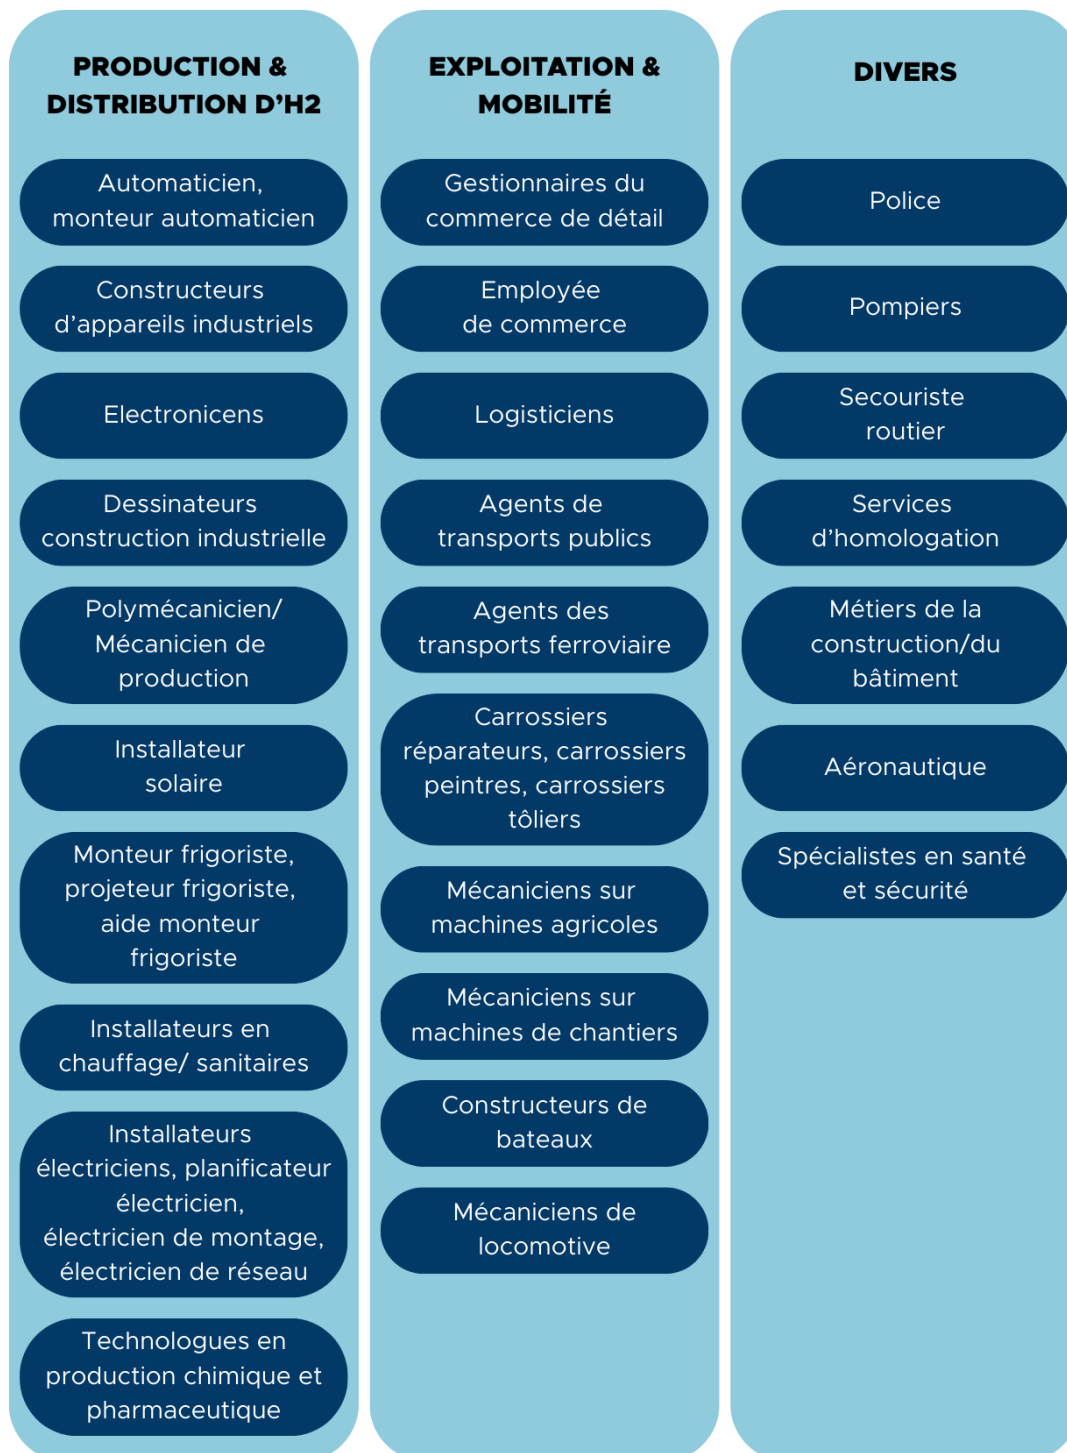 PRODUCTION &
DISTRIBUTION D'H2
Automaticien,
monteur automaticien
Constructeurs
d'appareils industriels
Electronicens
Dessinateurs
construction industrielle
Polymécanicien/
Mécanicien de
production
Installateur
solaire
Monteur frigoriste,
projeteur frigoriste,
aide monteur
frigoriste
Installateurs en
chauffage/ sanitaires
Installateurs
électriciens, planificateur
électricien,
électricien de montage,
électricien de réseau
Technologues en
production chimique et
pharmaceutique
EXPLOITATION &
MOBILITÉ
Gestionnaires du
commerce de détail
Employée
de commerce
Logisticiens
Agents de
transports publics
Agents des
transports ferroviaire
Carrossiers
réparateurs, carrossiers
peintres, carrossiers
tôliers
Mécaniciens sur
machines agricoles
Mécaniciens sur
machines de chantiers
Constructeurs de
bateaux
Mécaniciens de
locomotive
DIVERS
Police
Pompiers
Secouriste
routier
Services
d'homologation
Métiers de la
construction/du
bâtiment
Aéronautique
Spécialistes en santé
et sécurité